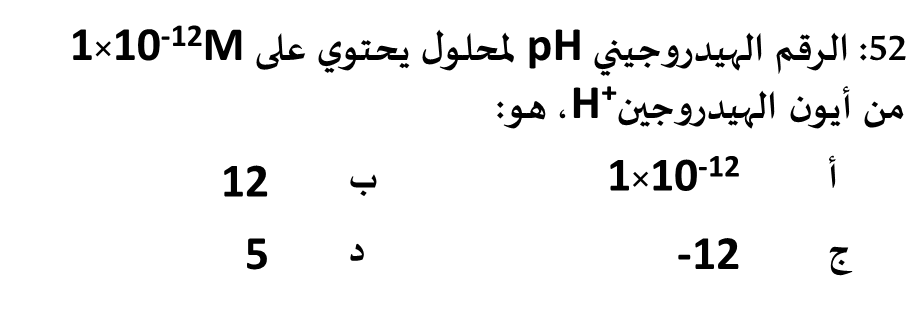 52: الرقم الهيدروجيني pH لمحلول يحتوي على 1×10⁻¹²M
من أيون الهيدروجين H⁺، هو:
أ 1×10⁻¹² ب 12
ج -12 د 5